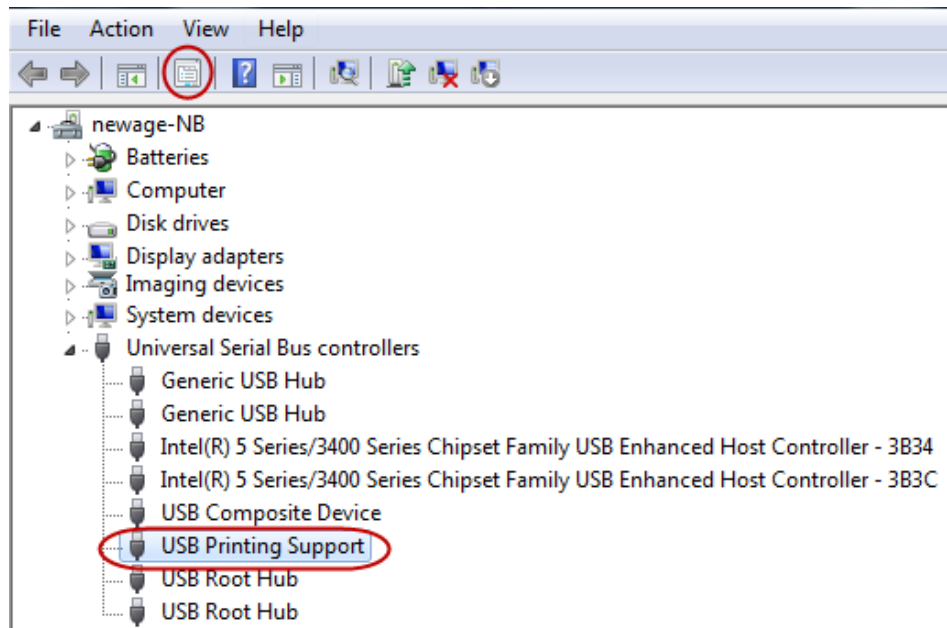 File Action View Help
?
newage-NB
Batteries
Computer
Disk drives
Display adapters
Imaging devices
System devices
Universal Serial Bus controllers
Generic USB Hub
Generic USB Hub
Intel(R) 5 Series/3400 Series Chipset Family USB Enhanced Host Controller - 3B34
Intel(R) 5 Series/3400 Series Chipset Family USB Enhanced Host Controller - 3B3C
USB Composite Device
USB Printing Support
USB Root Hub
USB Root Hub